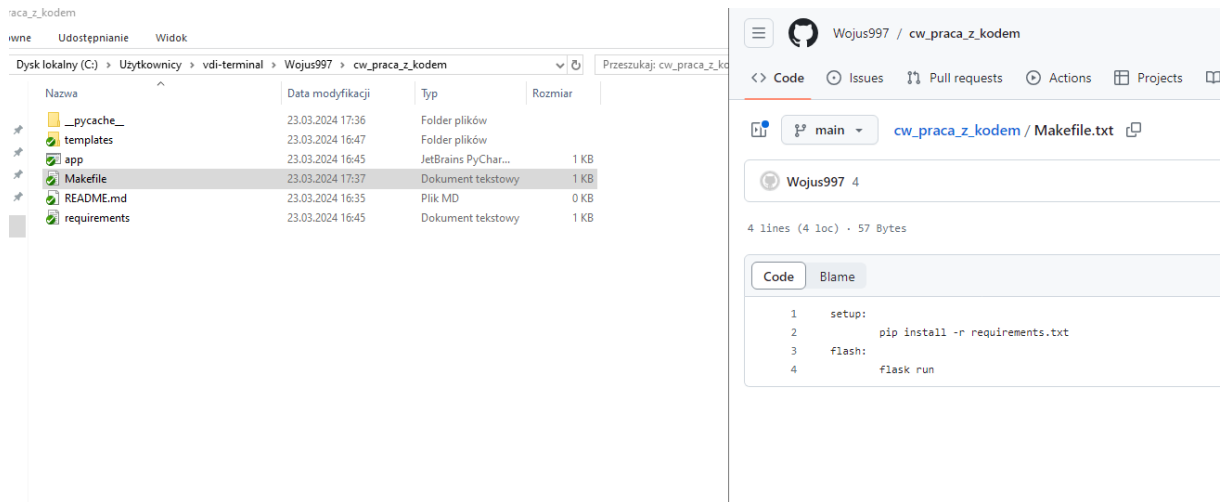 raca_z_kodem
ówne Udostępnianie Widok
Dysk lokalny (C:) › Użytkownicy › vdi-terminal › Wojus997 › cw_praca_z_kodem
Przeszukaj: cw_praca_z_ko
Nazwa Data modyfikacji Typ Rozmiar
__pycache__ 23.03.2024 17:36 Folder plików
templates 23.03.2024 16:47 Folder plików
app 23.03.2024 16:45 JetBrains PyChar... 1 KB
Makefile 23.03.2024 17:37 Dokument tekstowy 1 KB
README.md 23.03.2024 16:35 Plik MD 0 KB
requirements 23.03.2024 16:45 Dokument tekstowy 1 KB
Wojus997 / cw_praca_z_kodem
Code Issues Pull requests Actions Projects
main cw_praca_z_kodem / Makefile.txt
Wojus997 4
4 lines (4 loc) · 57 Bytes
Code Blame
1 setup:
2 pip install -r requirements.txt
3 flash:
4 flask run